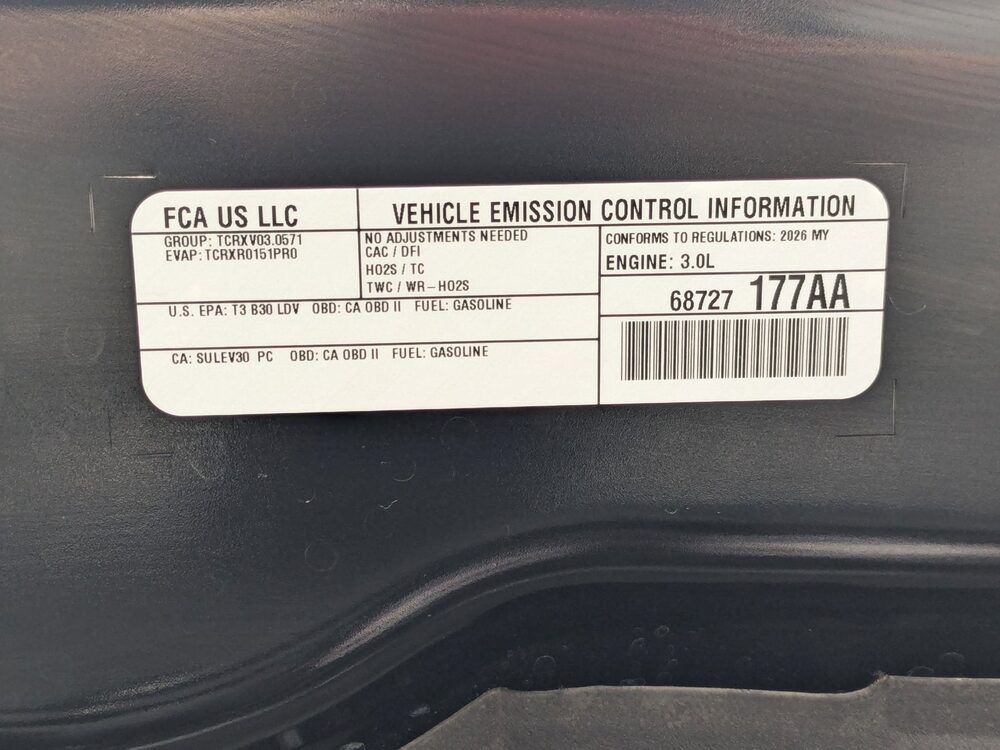 FCA US LLC
VEHICLE EMISSION CONTROL INFORMATION
GROUP: TCRXV03.0571
EVAP: TCRXR0151PR0
NO ADJUSTMENTS NEEDED
CAC / DFI
HO2S / TC
TWC / WR-HO2S
CONFORMS TO REGULATIONS: 2026 MY
ENGINE: 3.0L
68727 177AA
U.S. EPA: T3 B30 LDV OBD: CA OBD II FUEL: GASOLINE
CA: SULEV30 PC OBD: CA OBD II FUEL: GASOLINE